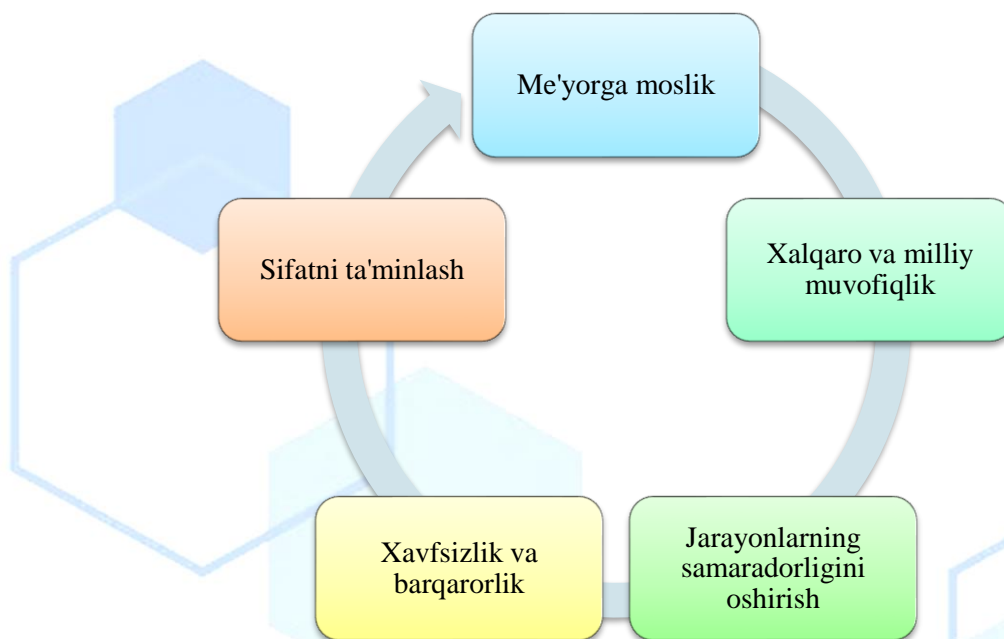 Me'yorga moslik
Xalqaro va milliy
muvofiqlik
Jarayonlarning
samaradorligini
oshirish
Xavfsizlik va
barqarorlik
Sifatni ta'minlash